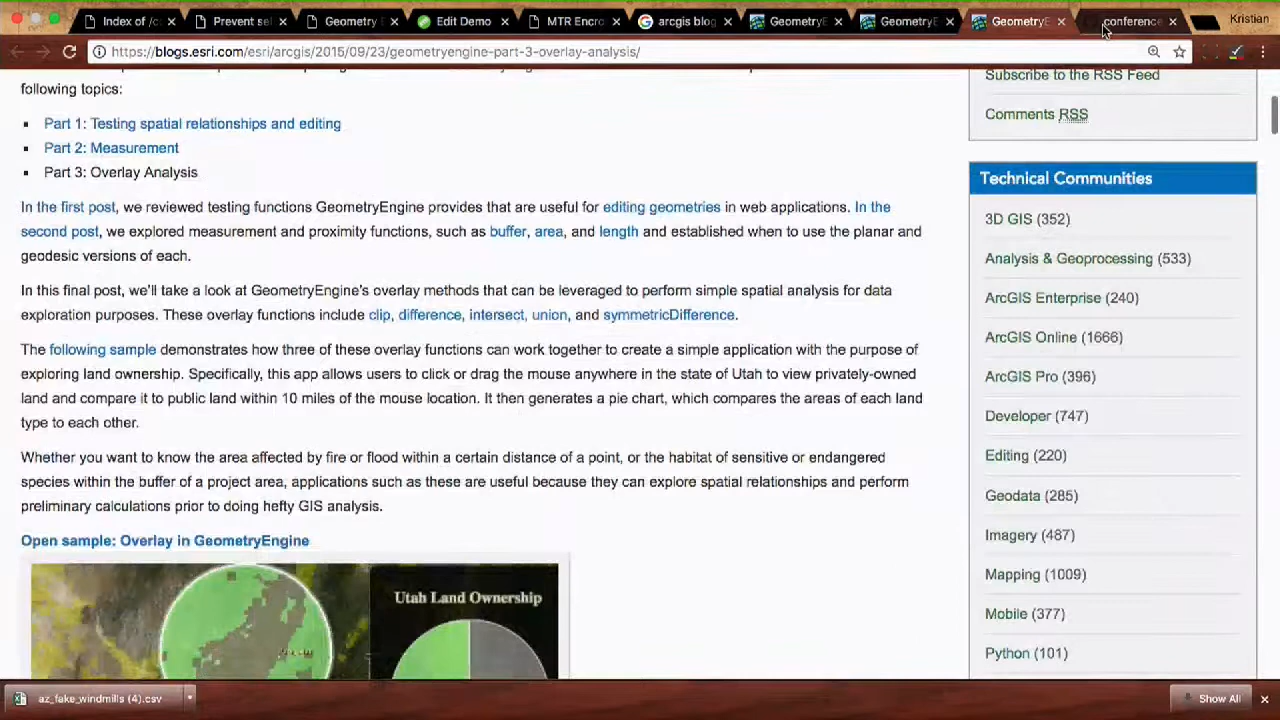 Index of /c
Prevent sel
Geometry E
Edit Demo
MTR Encro
arcgis blog
GeometryE
GeometryE
GeometryE
conference
Kristian
https://blogs.esri.com/esri/arcgis/2015/09/23/geometryengine-part-3-overlay-analysis/
following topics:
Part 1: Testing spatial relationships and editing
Part 2: Measurement
Part 3: Overlay Analysis
In the first post, we reviewed testing functions GeometryEngine provides that are useful for editing geometries in web applications. In the
second post, we explored measurement and proximity functions, such as buffer, area, and length and established when to use the planar and
geodesic versions of each.
In this final post, we'll take a look at GeometryEngine's overlay methods that can be leveraged to perform simple spatial analysis for data
exploration purposes. These overlay functions include clip, difference, intersect, union, and symmetricDifference.
The following sample demonstrates how three of these overlay functions can work together to create a simple application with the purpose of
exploring land ownership. Specifically, this app allows users to click or drag the mouse anywhere in the state of Utah to view privately-owned
land and compare it to public land within 10 miles of the mouse location. It then generates a pie chart, which compares the areas of each land
type to each other.
Whether you want to know the area affected by fire or flood within a certain distance of a point, or the habitat of sensitive or endangered
species within the buffer of a project area, applications such as these are useful because they can explore spatial relationships and perform
preliminary calculations prior to doing hefty GIS analysis.
Open sample: Overlay in GeometryEngine
Utah Land Ownership
Subscribe to the RSS Feed
Comments RSS
Technical Communities
3D GIS (352)
Analysis & Geoprocessing (533)
ArcGIS Enterprise (240)
ArcGIS Online (1666)
ArcGIS Pro (396)
Developer (747)
Editing (220)
Geodata (285)
Imagery (487)
Mapping (1009)
Mobile (377)
Python (101)
az_fake_windmills (4).csv
Show All